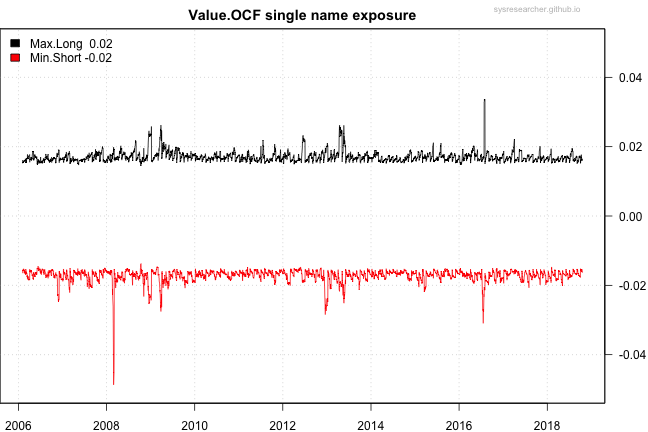 Value.OCF single name exposure
sysresearcher.github.io
Max.Long 0.02
Min.Short -0.02
0.04
0.02
0.00
-0.02
-0.04
2006 2008 2010 2012 2014 2016 2018